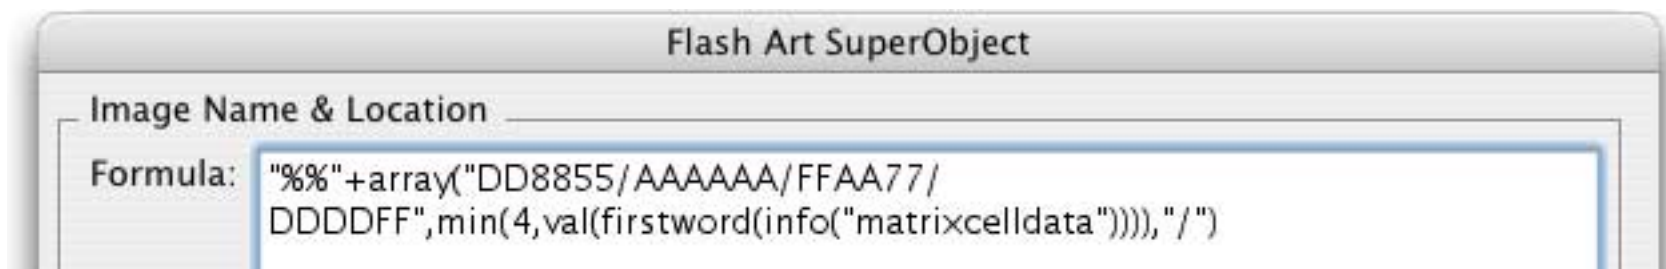 Flash Art SuperObject
Image Name & Location
Formula: "%%"+array("DD8855/AAAAAA/FFAA77/
DDDDFF",min(4,val(firstword(info("matrixcelldata")))),"/")